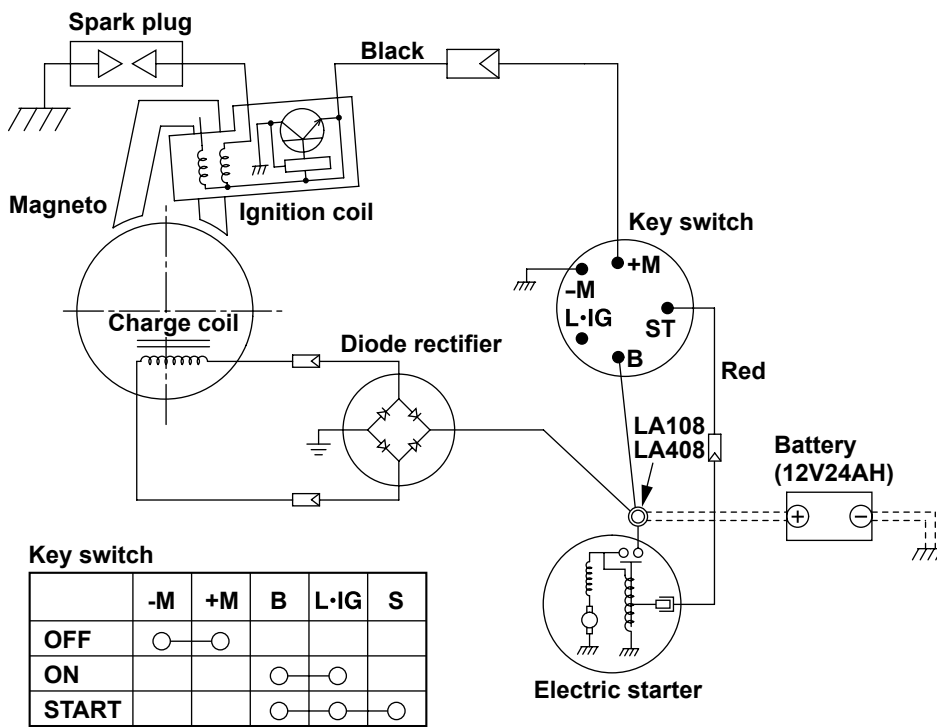 Spark plug
Black
Magneto
Ignition coil
Key switch
+M
-M
L·IG
ST
B
Charge coil
Diode rectifier
Red
LA108
LA408
Battery
(12V24AH)
+
−
Electric starter
Key switch
-M +M B L·IG S
OFF
ON
START